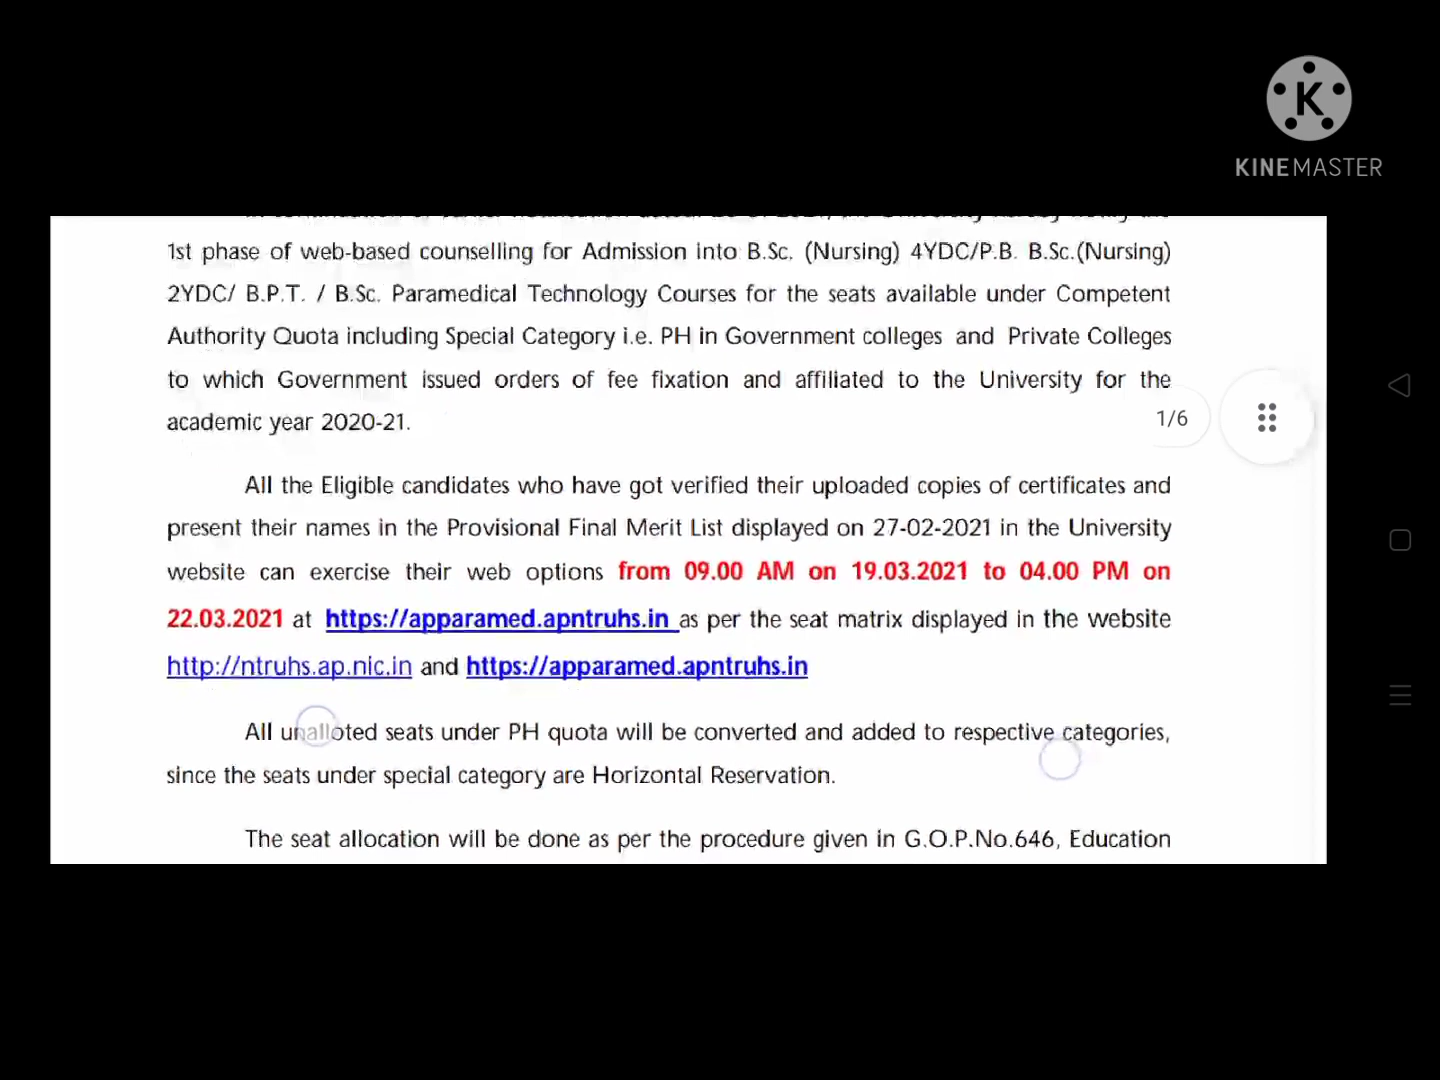 K
KINEMASTER
1st phase of web-based counselling for Admission into B.Sc. (Nursing) 4YDC/P.B. B.Sc.(Nursing)
2YDC/ B.P.T. / B.Sc. Paramedical Technology Courses for the seats available under Competent
Authority Quota including Special Category i.e. PH in Government colleges and Private Colleges
to which Government issued orders of fee fixation and affiliated to the University for the
academic year 2020-21.
1/6
All the Eligible candidates who have got verified their uploaded copies of certificates and
present their names in the Provisional Final Merit List displayed on 27-02-2021 in the University
website can exercise their web options from 09.00 AM on 19.03.2021 to 04.00 PM on
22.03.2021 at https://apparamed.apntruhs.in as per the seat matrix displayed in the website
http://ntruhs.ap.nic.in and https://apparamed.apntruhs.in
All unalloted seats under PH quota will be converted and added to respective categories,
since the seats under special category are Horizontal Reservation.
The seat allocation will be done as per the procedure given in G.O.P.No.646, Education